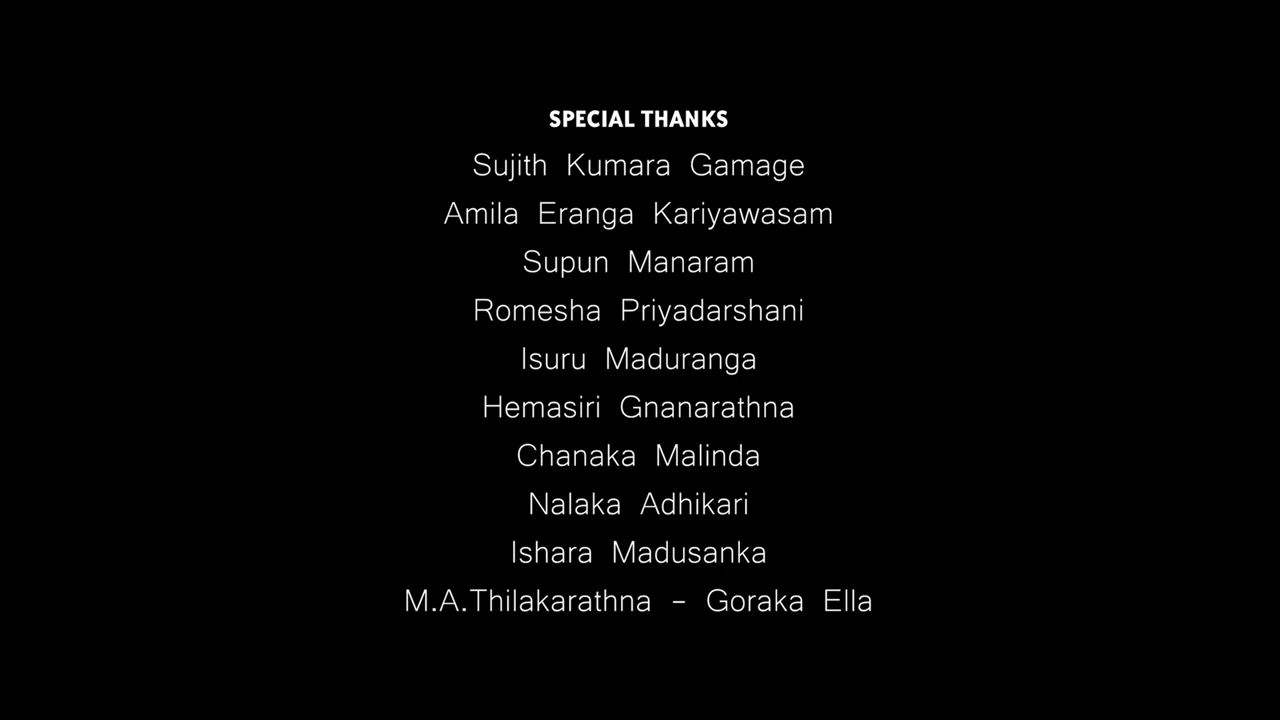 SPECIAL THANKS
Sujith Kumara Gamage
Amila Eranga Kariyawasam
Supun Manaram
Romesha Priyadarshani
Isuru Maduranga
Hemasiri Gnanarathna
Chanaka Malinda
Nalaka Adhikari
Ishara Madusanka
M.A.Thilakarathna - Goraka Ella